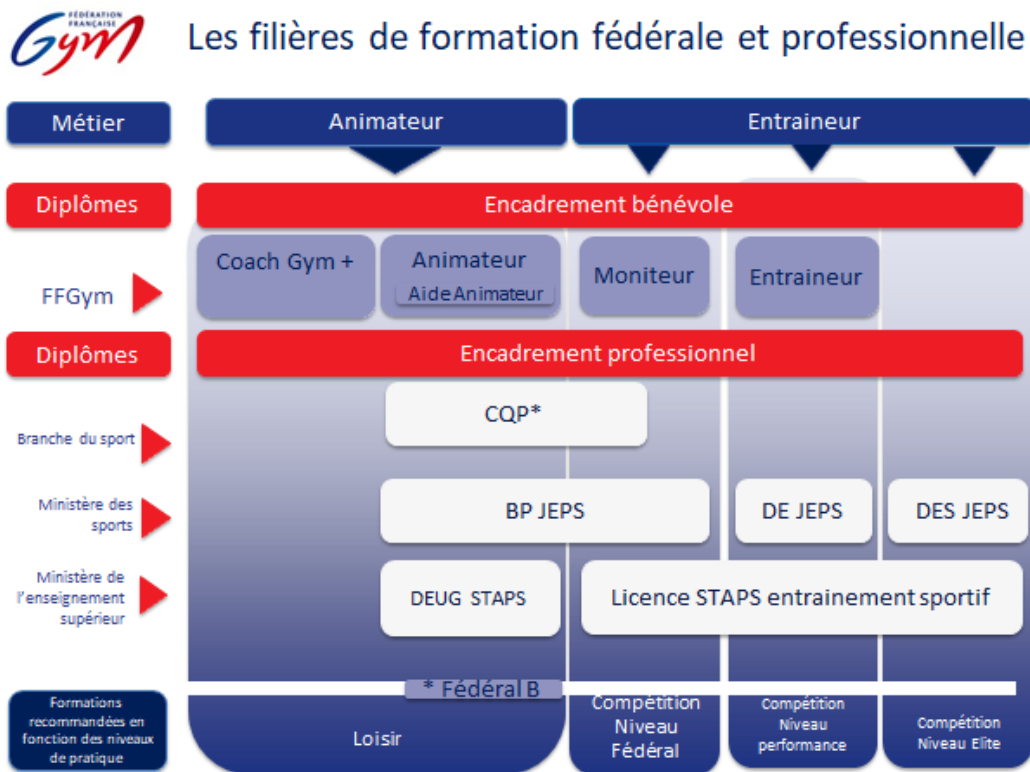 FÉDÉRATION
FRANÇAISE
Gym
Les filières de formation fédérale et professionnelle
Métier
Animateur
Entraineur
Diplômes
Encadrement bénévole
FFGym
Coach Gym +
Animateur
Aide Animateur
Moniteur
Entraineur
Diplômes
Encadrement professionnel
Branche du sport
CQP*
Ministère des
sports
BP JEPS
DE JEPS
DES JEPS
Ministère de
l'enseignement
supérieur
DEUG STAPS
Licence STAPS entrainement sportif
* Fédéral B
Formations
recommandées en
fonction des niveaux
de pratique
Loisir
Compétition
Niveau
Fédéral
Compétition
Niveau
performance
Compétition
Niveau Elite